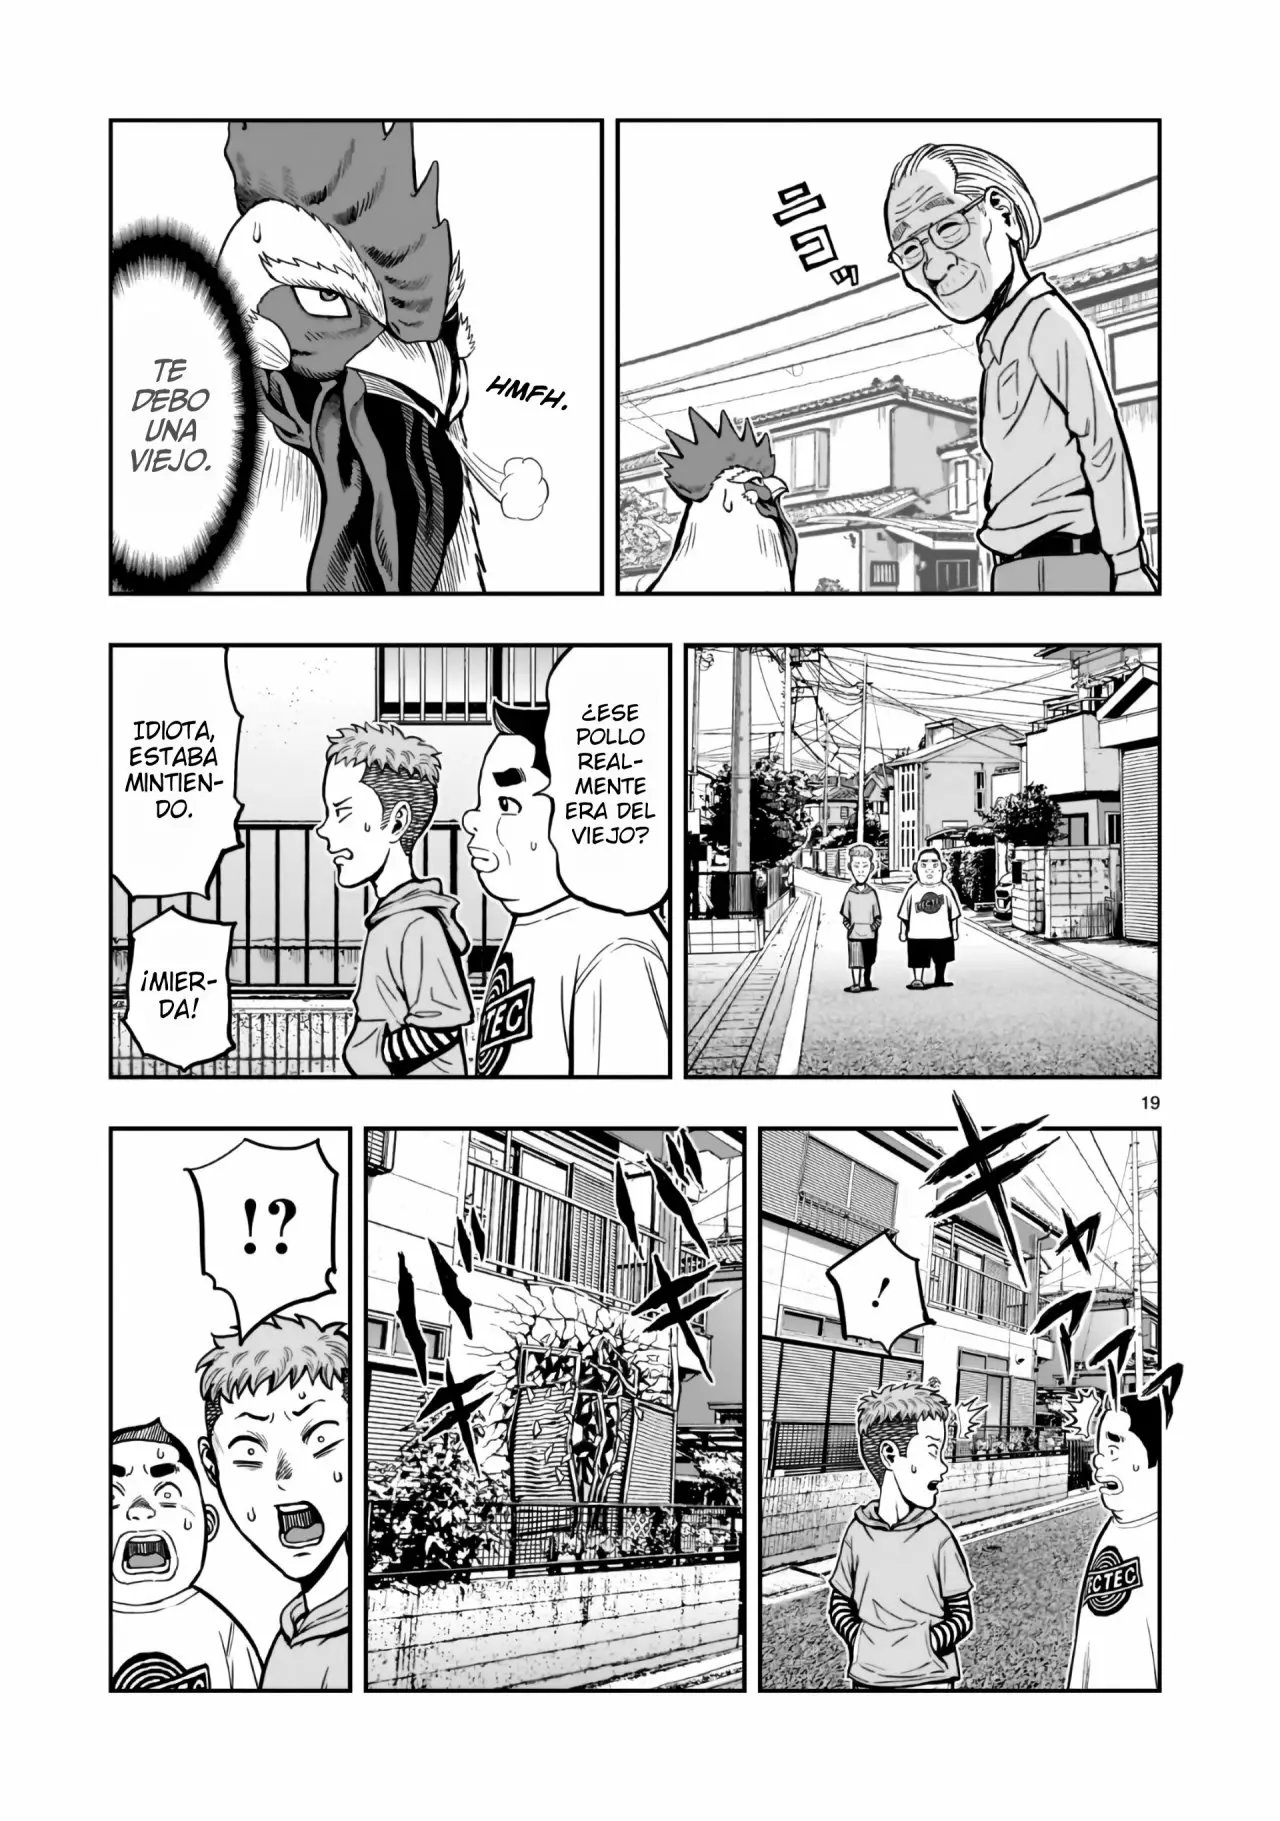 ニコッ
HMFH.
TE
DEBO
UNA
VIEJO.
¿ESE
POLLO
REAL-
MENTE
ERA DEL
VIEJO?
IDIOTA,
ESTABA
MINTIEN-
DO.
¡MIER-
DA!
TEC
19
!
ECTEC
!?